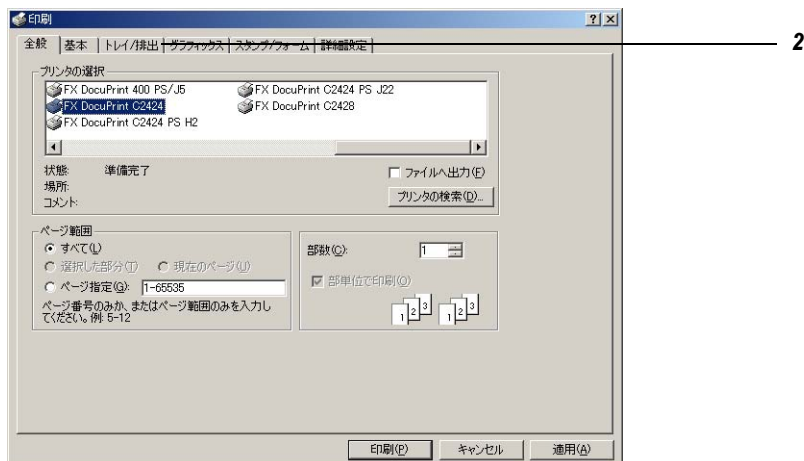 印刷
全般 基本 トレイ/排出 グラフィックス スタンプ/フォーム 詳細設定
2
プリンタの選択
FX DocuPrint 400 PS/J5 FX DocuPrint C2424 PS J22
FX DocuPrint C2424 FX DocuPrint C2428
FX DocuPrint C2424 PS H2
状態: 準備完了
場所:
コメント:
ファイルへ出力(F)
プリンタの検索(D)...
ページ範囲
すべて(L)
選択した部分(T) 現在のページ(U)
ページ指定(G): 1-65535
ページ番号のみか、またはページ範囲のみを入力し
てください。例: 5-12
部数(C): 1
部単位で印刷(O)
1 2 3 1 2 3
印刷(P) キャンセル 適用(A)